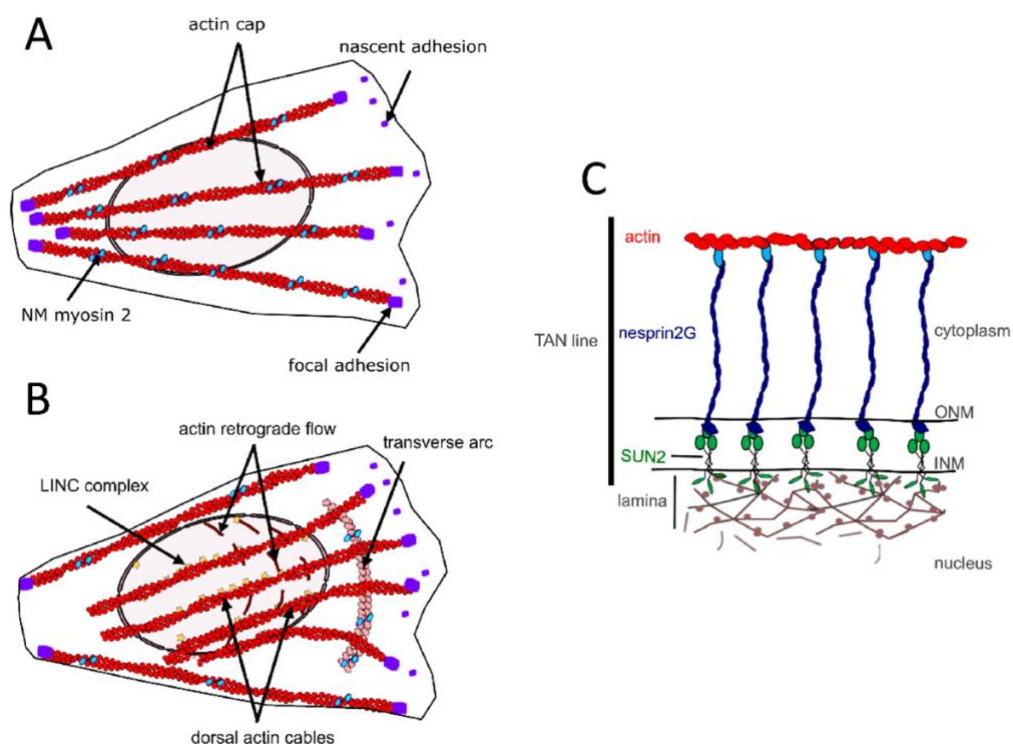 A
actin cap
nascent adhesion
NM myosin 2
focal adhesion
B
actin retrograde flow
transverse arc
LINC complex
dorsal actin cables
C
actin
TAN line
nesprin2G
cytoplasm
ONM
SUN2
INM
lamina
nucleus